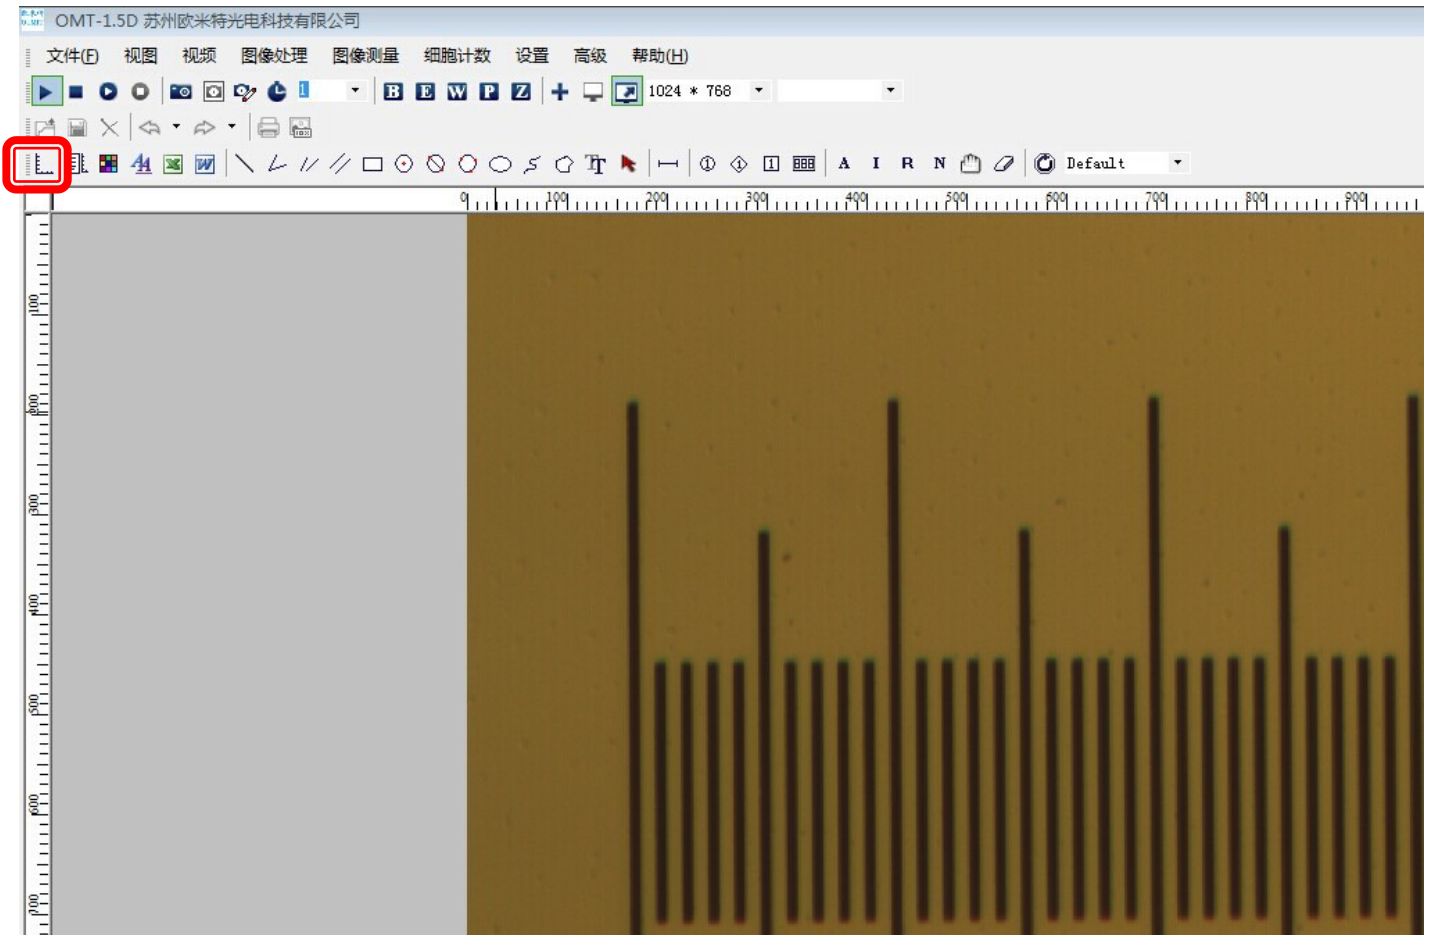 OMT-1.5D 苏州欧米特光电科技有限公司
文件(F) 视图 视频 图像处理 图像测量 细胞计数 设置 高级 帮助(H)
1 B E W P Z 1024 * 768
A I R N Default
0 100 200 300 400 500 600 700 800 900
100
200
300
400
500
600
700